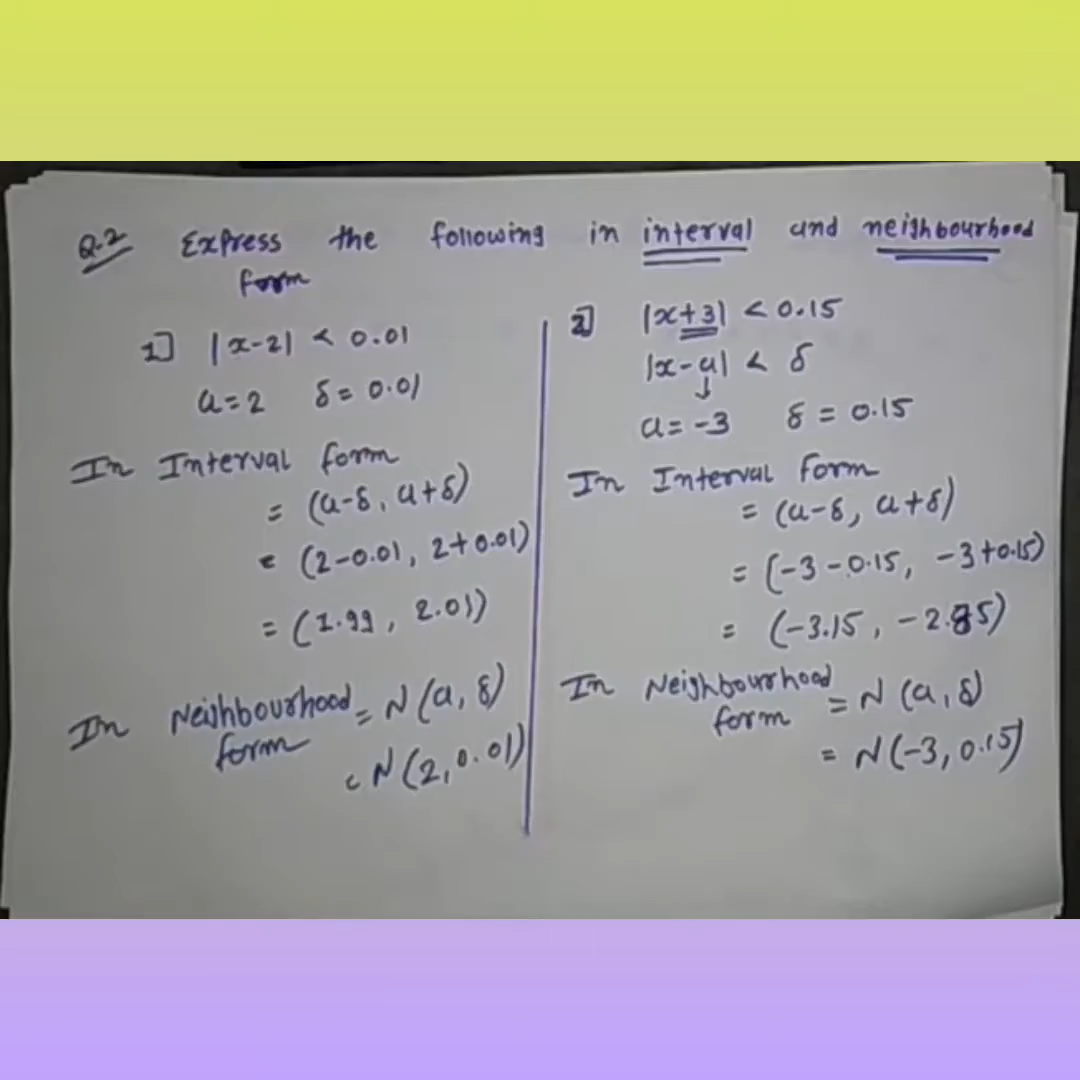 Q.2 Express the following in interval and neighbourhood
form
1] |x-2| < 0.01
a=2 δ= 0.01
In Interval form
= (a-δ, a+δ)
= (2-0.01, 2+0.01)
= (1.99, 2.01)
In Neighbourhood = N(a, δ)
form
= N(2, 0.01)
2] |x+3| < 0.15
|x-a| < δ
↓
a= -3 δ = 0.15
In Interval form
= (a-δ, a+δ)
= (-3-0.15, -3+0.15)
= (-3.15, -2.85)
In Neighbourhood = N (a, δ)
form
= N(-3, 0.15)